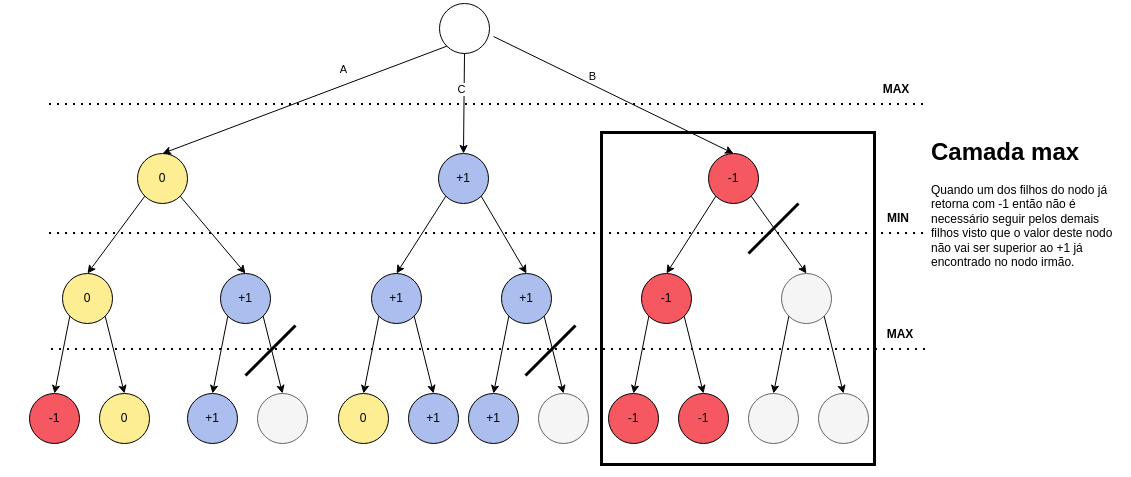 A
B
C
MAX
Camada max
0
+1
-1
Quando um dos filhos do nodo já
retorna com -1 então não é
necessário seguir pelos demais
filhos visto que o valor deste nodo
não vai ser superior ao +1 já
encontrado no nodo irmão.
MIN
0
+1
+1
+1
-1
MAX
-1
0
+1
0
+1
+1
-1
-1